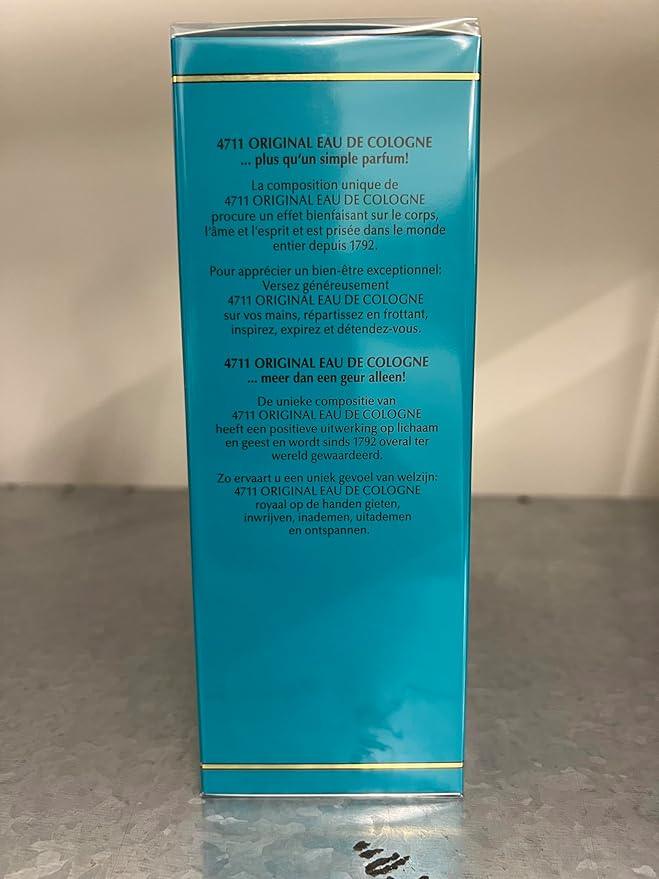 4711 ORIGINAL EAU DE COLOGNE
... plus qu'un simple parfum!
La composition unique de
4711 ORIGINAL EAU DE COLOGNE
procure un effet bienfaisant sur le corps,
l'âme et l'esprit et est prisée dans le monde
entier depuis 1792.
Pour apprécier un bien-être exceptionnel:
Versez généreusement
4711 ORIGINAL EAU DE COLOGNE
sur vos mains, répartissez en frottant,
inspirez, expirez et détendez-vous.
4711 ORIGINAL EAU DE COLOGNE
... meer dan een geur alleen!
De unieke compositie van
4711 ORIGINAL EAU DE COLOGNE
heeft een positieve uitwerking op lichaam
en geest en wordt sinds 1792 overal ter
wereld gewaardeerd.
Zo ervaart u een uniek gevoel van welzijn:
4711 ORIGINAL EAU DE COLOGNE
royaal op de handen gieten,
inwrijven, inademen, uitademen
en ontspannen.